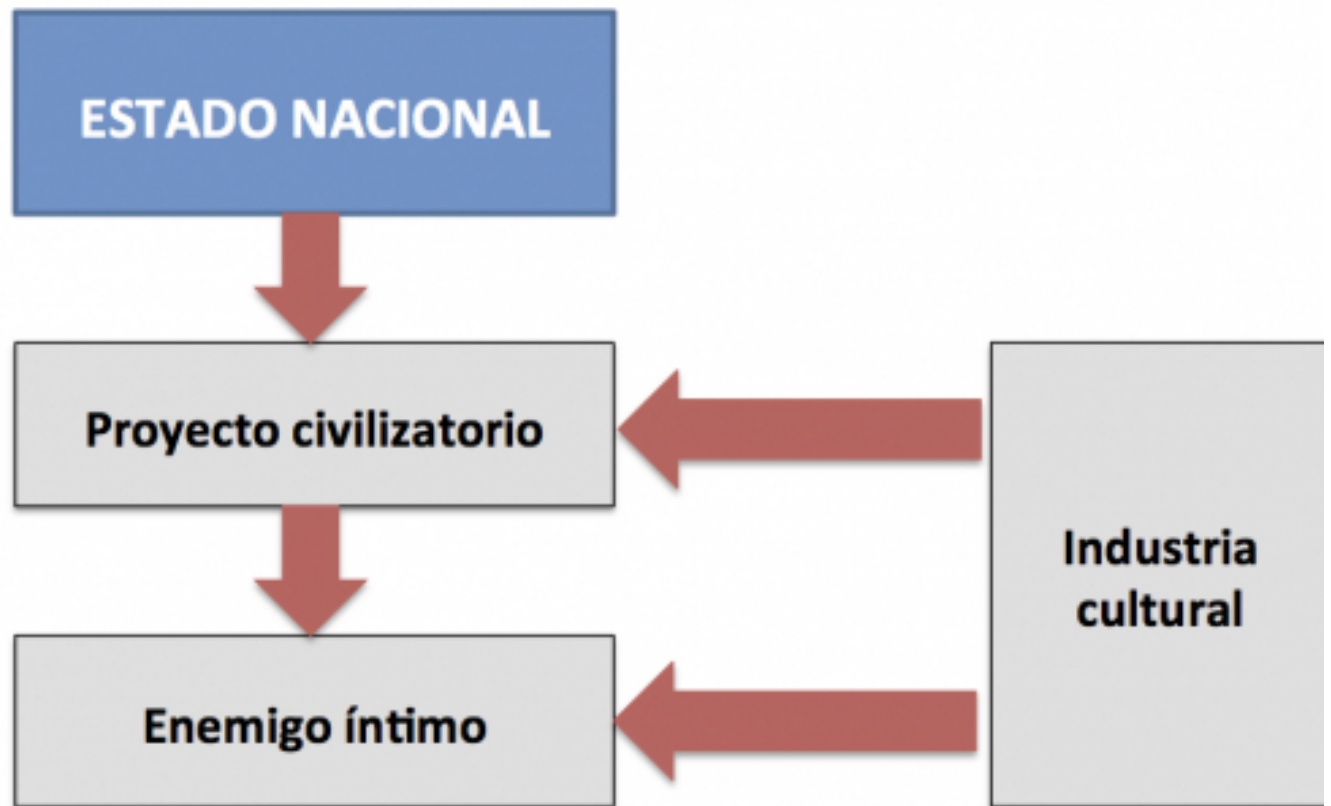 ESTADO NACIONAL
Proyecto civilizatorio
Industria
cultural
Enemigo íntimo